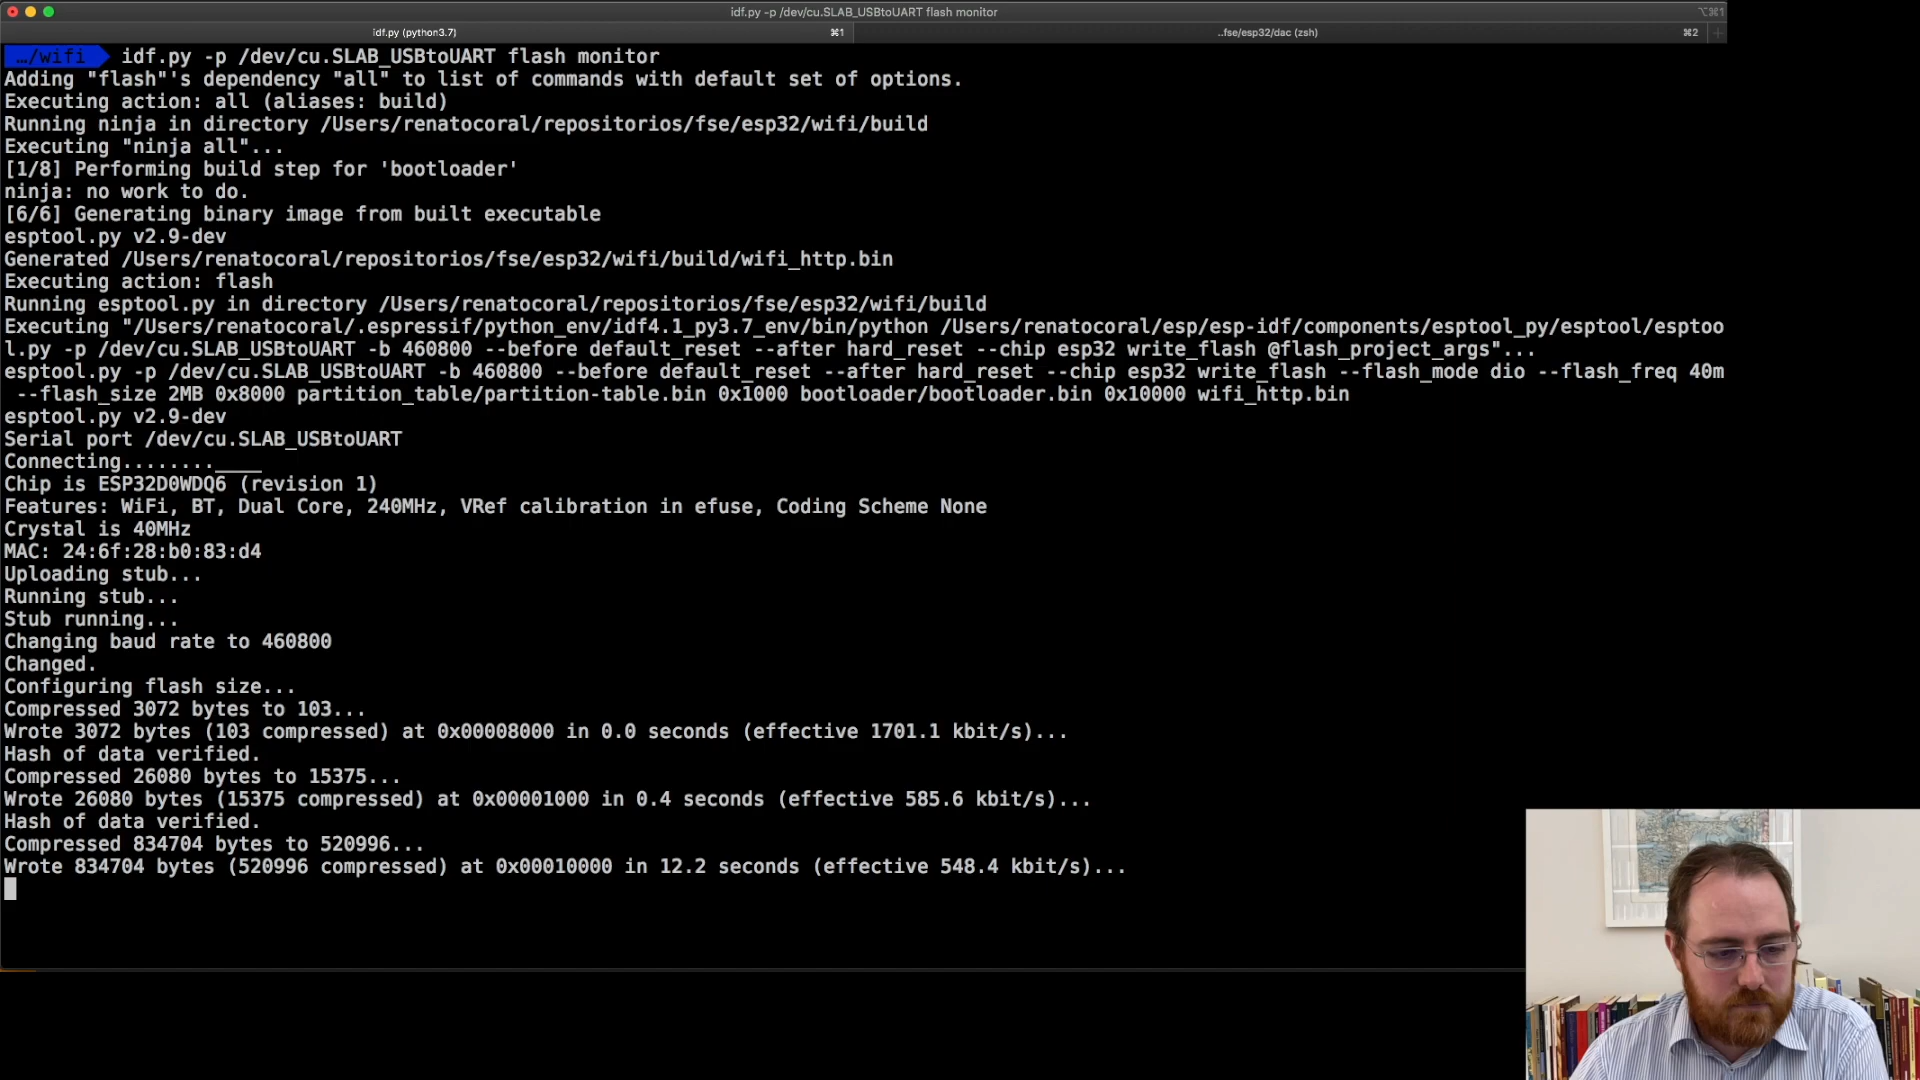 idf.py -p /dev/cu.SLAB_USBtoUART flash monitor
⌥⌘1
idf.py (python3.7)
⌘1
..fse/esp32/dac (zsh)
⌘2
…/wifi idf.py -p /dev/cu.SLAB_USBtoUART flash monitor
Adding "flash"'s dependency "all" to list of commands with default set of options.
Executing action: all (aliases: build)
Running ninja in directory /Users/renatocoral/repositorios/fse/esp32/wifi/build
Executing "ninja all"...
[1/8] Performing build step for 'bootloader'
ninja: no work to do.
[6/6] Generating binary image from built executable
esptool.py v2.9-dev
Generated /Users/renatocoral/repositorios/fse/esp32/wifi/build/wifi_http.bin
Executing action: flash
Running esptool.py in directory /Users/renatocoral/repositorios/fse/esp32/wifi/build
Executing "/Users/renatocoral/.espressif/python_env/idf4.1_py3.7_env/bin/python /Users/renatocoral/esp/esp-idf/components/esptool_py/esptool/esptoo
l.py -p /dev/cu.SLAB_USBtoUART -b 460800 --before default_reset --after hard_reset --chip esp32 write_flash @flash_project_args"...
esptool.py -p /dev/cu.SLAB_USBtoUART -b 460800 --before default_reset --after hard_reset --chip esp32 write_flash --flash_mode dio --flash_freq 40m
--flash_size 2MB 0x8000 partition_table/partition-table.bin 0x1000 bootloader/bootloader.bin 0x10000 wifi_http.bin
esptool.py v2.9-dev
Serial port /dev/cu.SLAB_USBtoUART
Connecting........____
Chip is ESP32D0WDQ6 (revision 1)
Features: WiFi, BT, Dual Core, 240MHz, VRef calibration in efuse, Coding Scheme None
Crystal is 40MHz
MAC: 24:6f:28:b0:83:d4
Uploading stub...
Running stub...
Stub running...
Changing baud rate to 460800
Changed.
Configuring flash size...
Compressed 3072 bytes to 103...
Wrote 3072 bytes (103 compressed) at 0x00008000 in 0.0 seconds (effective 1701.1 kbit/s)...
Hash of data verified.
Compressed 26080 bytes to 15375...
Wrote 26080 bytes (15375 compressed) at 0x00001000 in 0.4 seconds (effective 585.6 kbit/s)...
Hash of data verified.
Compressed 834704 bytes to 520996...
Wrote 834704 bytes (520996 compressed) at 0x00010000 in 12.2 seconds (effective 548.4 kbit/s)...